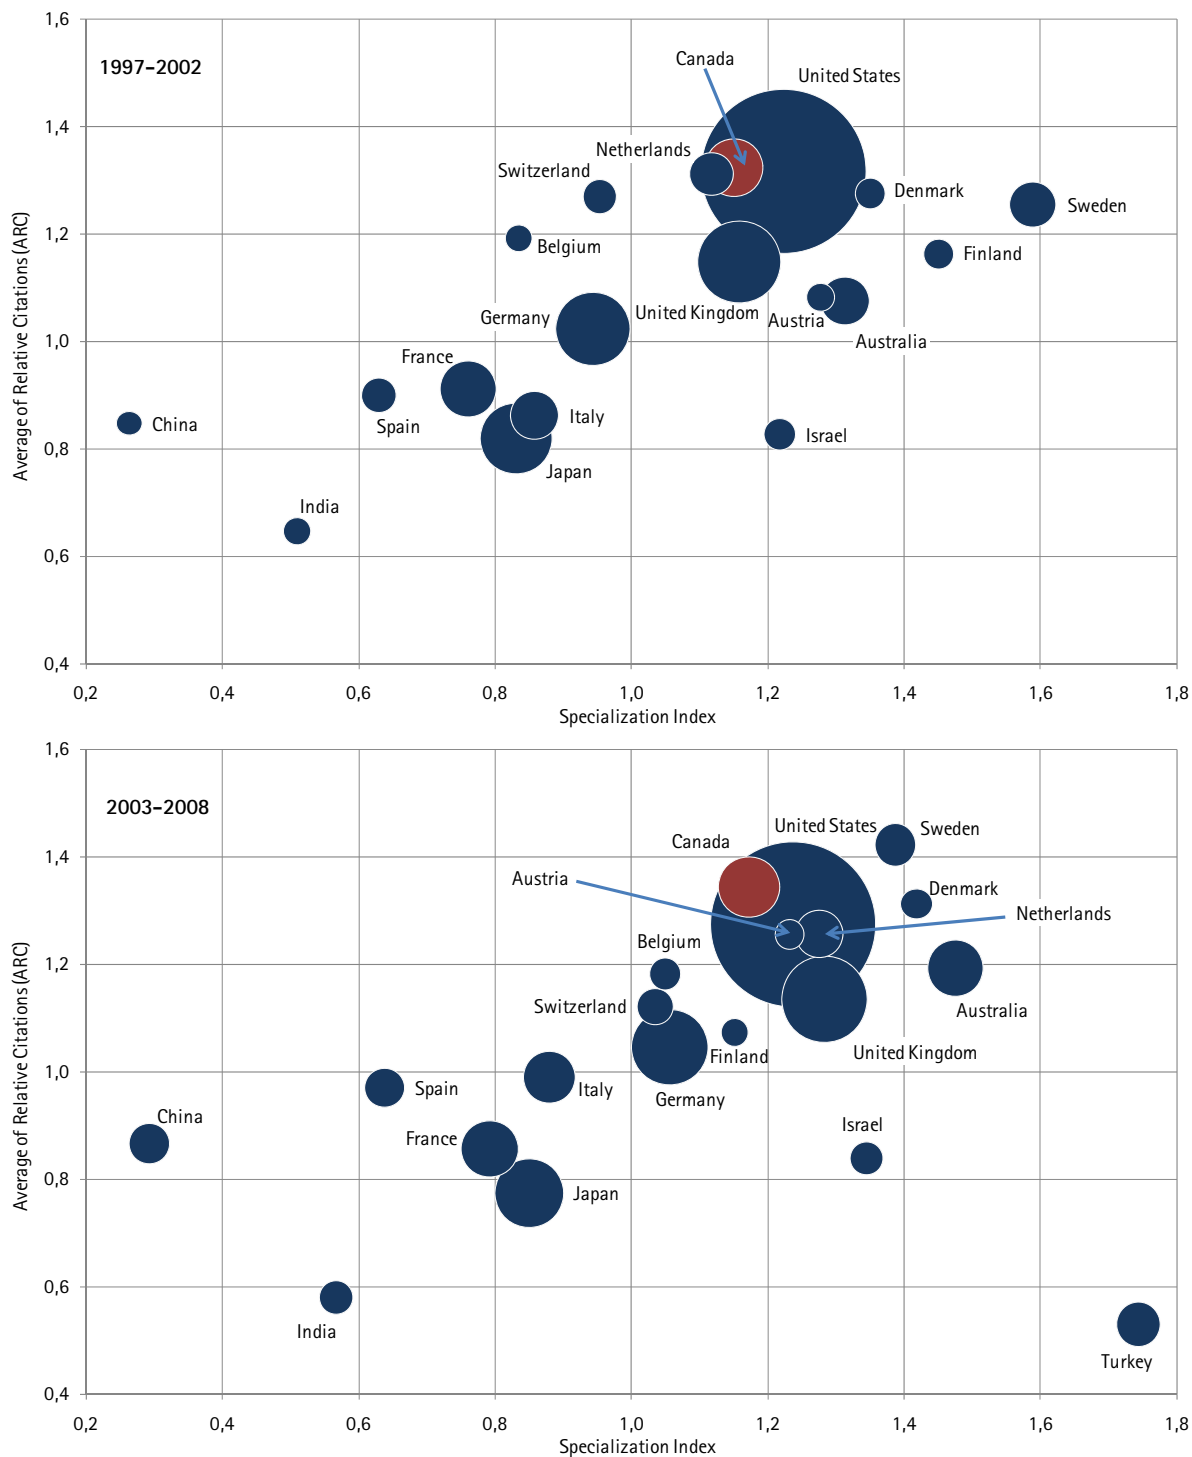 1,6
1997–2002
Canada
United States
1,4
Netherlands
Switzerland
Denmark
Sweden
1,2
Belgium
Finland
Average of Relative Citations (ARC)
Germany
United Kingdom
Austria
1,0
Australia
France
China
Spain
Italy
Israel
0,8
Japan
India
0,6
0,4
0,2 0,4 0,6 0,8 1,0 1,2 1,4 1,6 1,8
Specialization Index
1,6
2003–2008
United States
Sweden
Canada
1,4
Austria
Denmark
Netherlands
Belgium
1,2
Switzerland
Australia
Finland
United Kingdom
Average of Relative Citations (ARC)
1,0
Spain
Italy
Germany
China
France
Israel
0,8
Japan
0,6
India
Turkey
0,4
0,2 0,4 0,6 0,8 1,0 1,2 1,4 1,6 1,8
Specialization Index